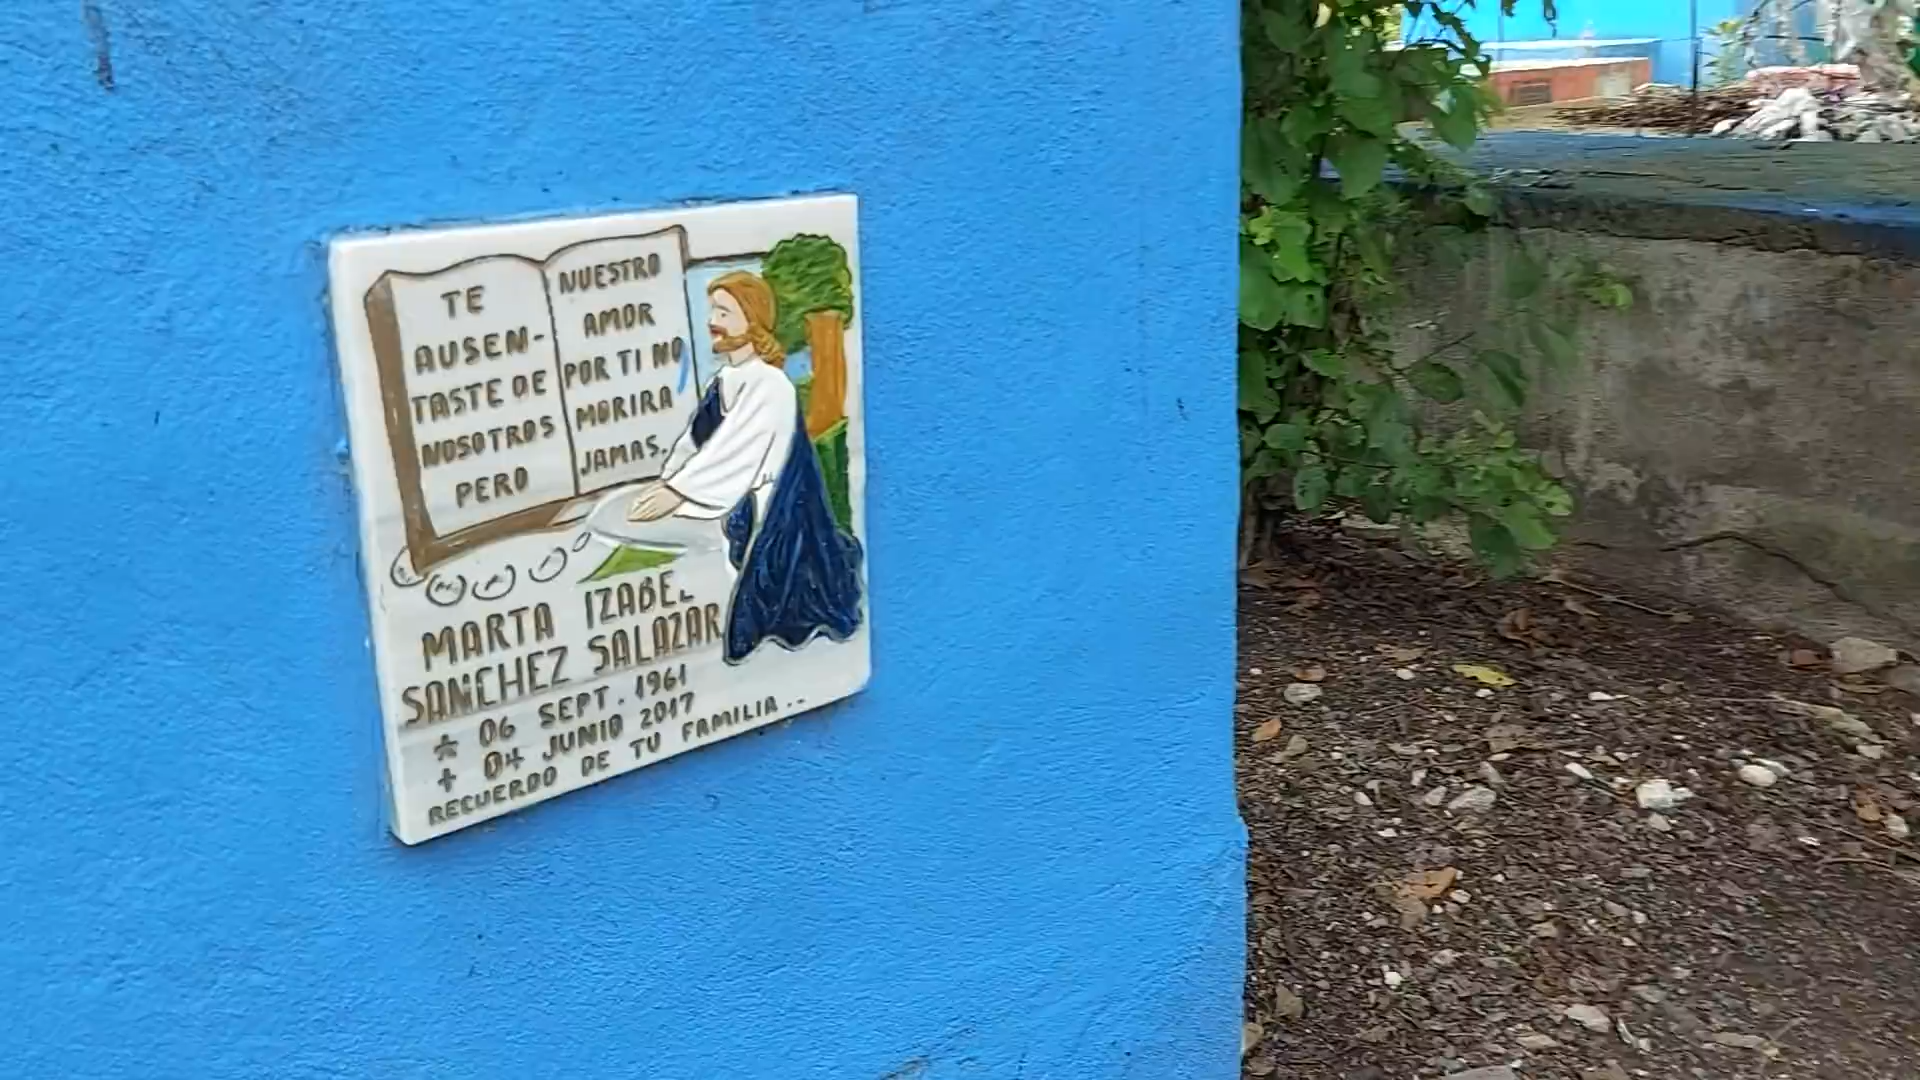 TE
AUSEN-
TASTE DE
NOSOTROS
PERO
NUESTRO
AMOR
POR TI NO
MORIRA
JAMAS.
MARTA IZABEL
SANCHEZ SALAZAR
* 06 SEPT. 1961
+ 04 JUNIO 2017
RECUERDO DE TU FAMILIA..